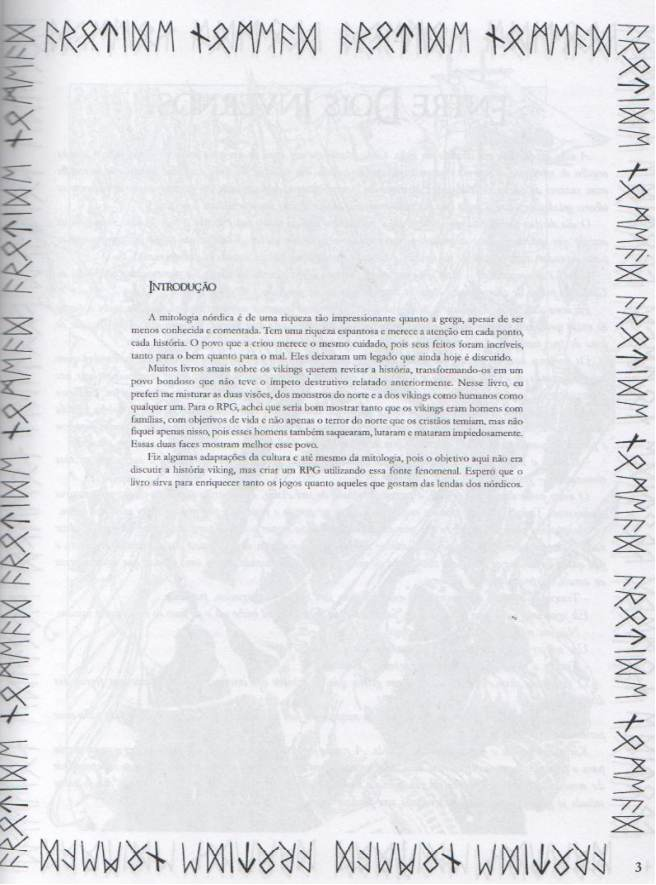 INTRODUÇÃO
A mitologia nórdica é de uma riqueza tão impressionante quanto a grega, apesar de ser
menos conhecida e comentada. Tem uma riqueza espantosa e merece a atenção em cada ponto,
cada história. O povo que a criou merece o mesmo cuidado, pois seus feitos foram incríveis,
tanto para o bem quanto para o mal. Eles deixaram um legado que ainda hoje é discutido.
Muitos livros atuais sobre os vikings querem revisar a história, transformando-os em um
povo bondoso que não teve o ímpeto destrutivo relatado anteriormente. Nesse livro, eu
preferi me misturar as duas visões, dos monstros do norte e a dos vikings como humanos como
qualquer um. Para o RPG, achei que seria bom mostrar tanto que os vikings eram homens com
famílias, com objetivos de vida e não apenas o terror do norte que os cristãos temiam, mas não
fiquei apenas nisso, pois esses homens também saquearam, lutaram e mataram impiedosamente.
Essas duas faces mostram melhor esse povo.
Fiz algumas adaptações da cultura e até mesmo da mitologia, pois o objetivo aqui não era
discutir a história viking, mas criar um RPG utilizando essa fonte fenomenal. Espero que o
livro sirva para enriquecer tanto os jogos quanto aqueles que gostam das lendas dos nórdicos.
3